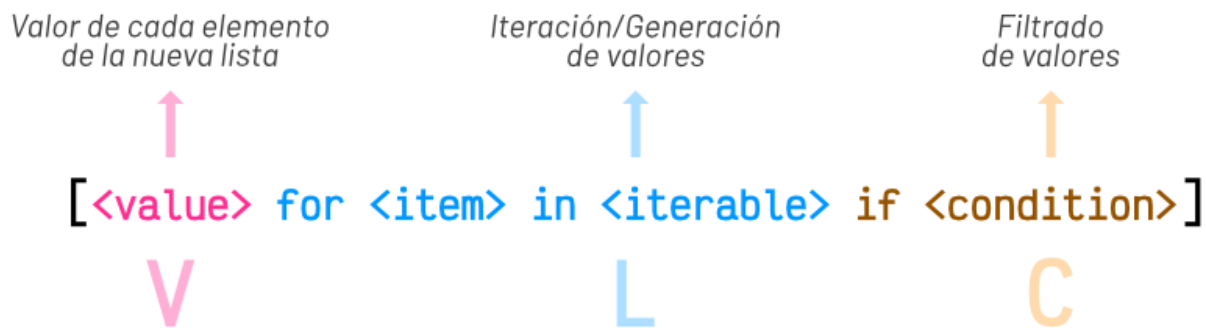 Valor de cada elemento
de la nueva lista
Iteración/Generación
de valores
Filtrado
de valores
[<value> for <item> in <iterable> if <condition>]
V L C